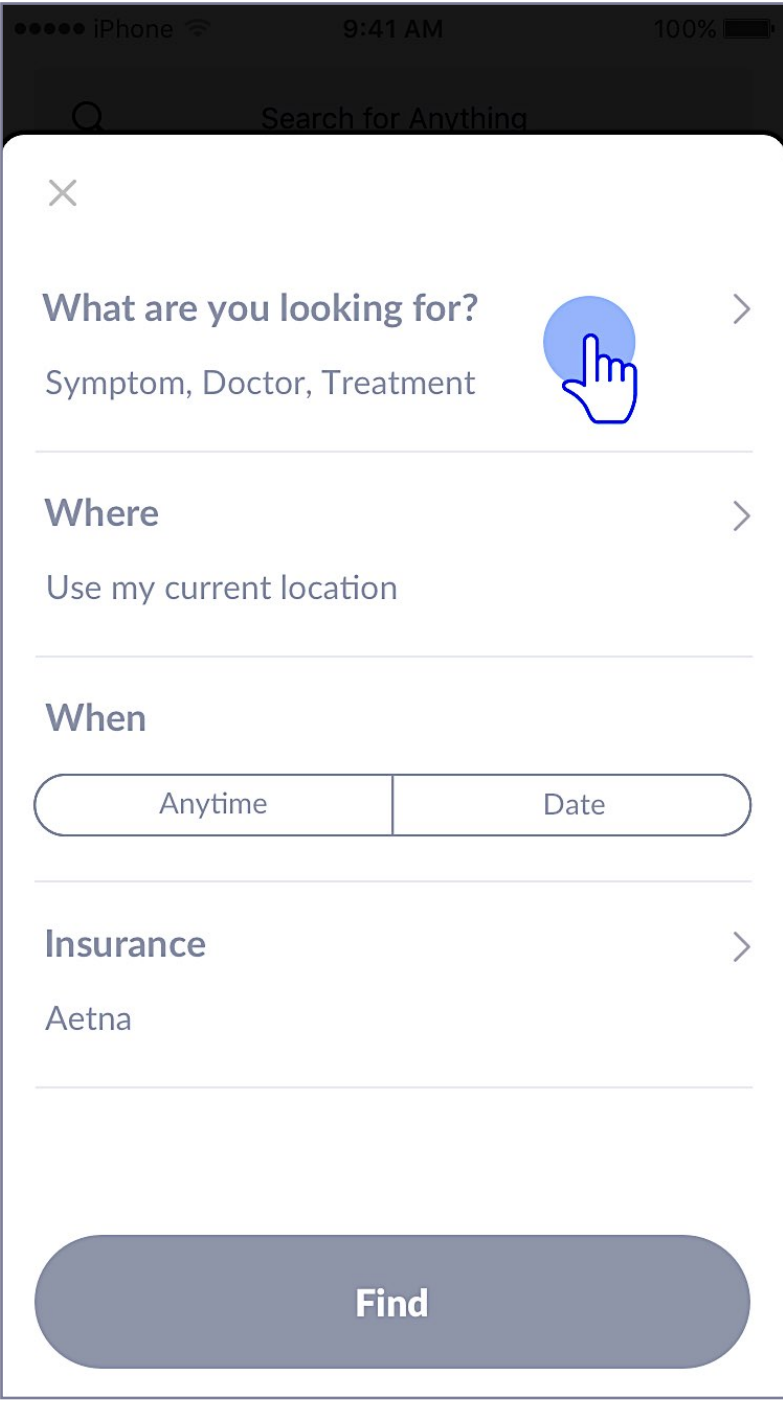 iPhone 9:41 AM 100%
Search for Anything
What are you looking for?
Symptom, Doctor, Treatment
Where
Use my current location
When
Anytime Date
Insurance
Aetna
Find